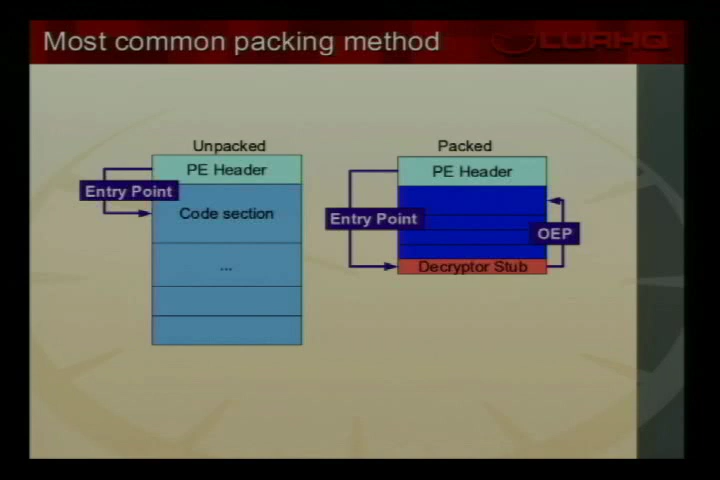 Most common packing method
LURHQ
Unpacked
PE Header
Entry Point
Code section
...
Packed
PE Header
Entry Point
OEP
Decryptor Stub